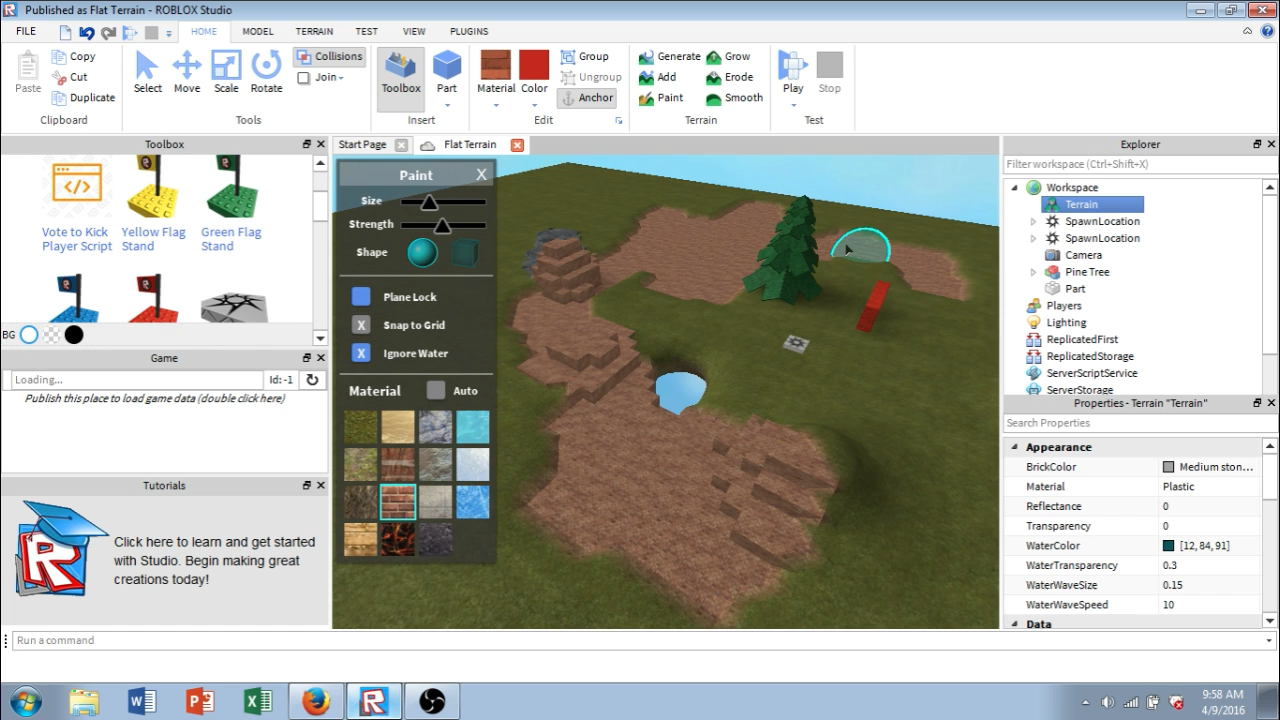 Published as Flat Terrain - ROBLOX Studio
FILE
HOME
MODEL
TERRAIN
TEST
VIEW
PLUGINS
Paste
Copy
Cut
Duplicate
Clipboard
Select
Move
Scale
Rotate
Collisions
Join
Tools
Toolbox
Part
Insert
Material
Color
Group
Ungroup
Anchor
Edit
Generate
Grow
Add
Erode
Paint
Smooth
Terrain
Play
Stop
Test
Toolbox
Vote to Kick
Player Script
Yellow Flag
Stand
Green Flag
Stand
BG
Game
Loading...
Id: -1
Publish this place to load game data (double click here)
Tutorials
Click here to learn and get started
with Studio. Begin making great
creations today!
Start Page
Flat Terrain
Paint
X
Size
Strength
Shape
Plane Lock
X
Snap to Grid
X
Ignore Water
Material
Auto
Explorer
Filter workspace (Ctrl+Shift+X)
Workspace
Terrain
SpawnLocation
SpawnLocation
Camera
Pine Tree
Part
Players
Lighting
ReplicatedFirst
ReplicatedStorage
ServerScriptService
ServerStorage
Properties - Terrain "Terrain"
Search Properties
Appearance
BrickColor
Medium ston...
Material
Plastic
Reflectance
0
Transparency
0
WaterColor
[12, 84, 91]
WaterTransparency
0.3
WaterWaveSize
0.15
WaterWaveSpeed
10
Data
Run a command
9:58 AM
4/9/2016